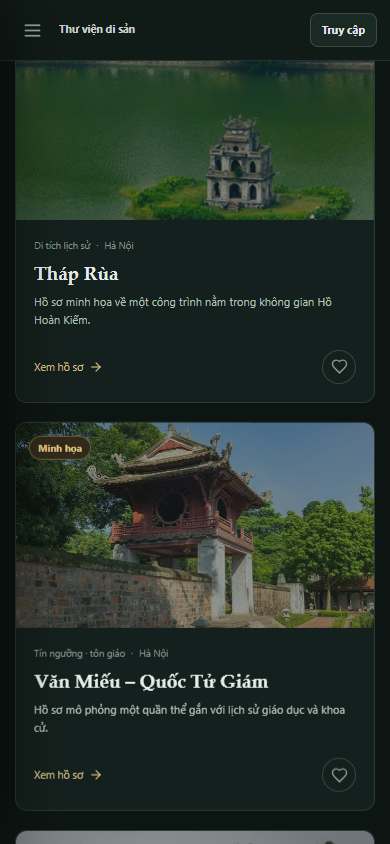 Thư viện di sản
Truy cập
Di tích lịch sử · Hà Nội
Tháp Rùa
Hồ sơ minh họa về một công trình nằm trong không gian Hồ
Hoàn Kiếm.
Xem hồ sơ →
Minh họa
Tín ngưỡng - tôn giáo · Hà Nội
Văn Miếu – Quốc Tử Giám
Hồ sơ mô phỏng một quần thể gắn với lịch sử giáo dục và khoa
cử.
Xem hồ sơ →